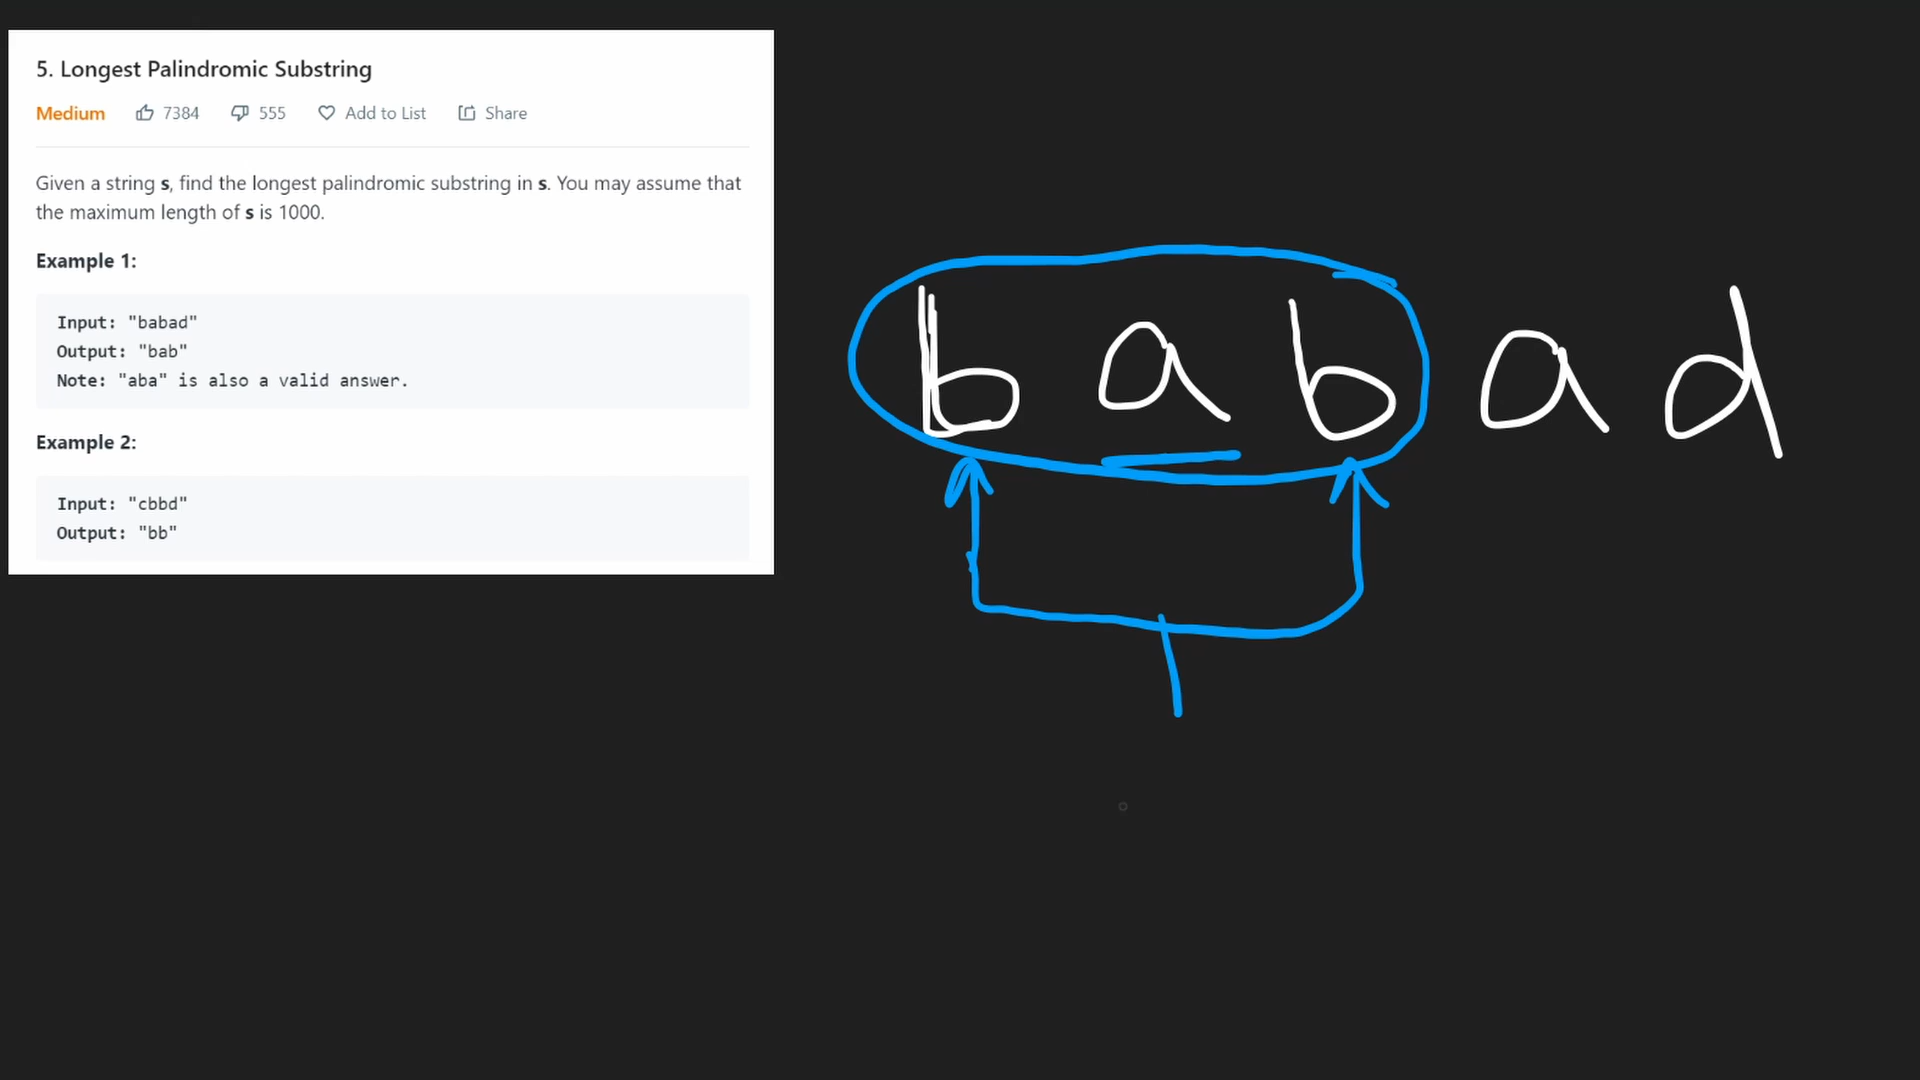 5. Longest Palindromic Substring
Medium 7384 555 Add to List Share
Given a string s, find the longest palindromic substring in s. You may assume that
the maximum length of s is 1000.
Example 1:
Input: "babad"
Output: "bab"
Note: "aba" is also a valid answer.
Example 2:
Input: "cbbd"
Output: "bb"
b a b a d